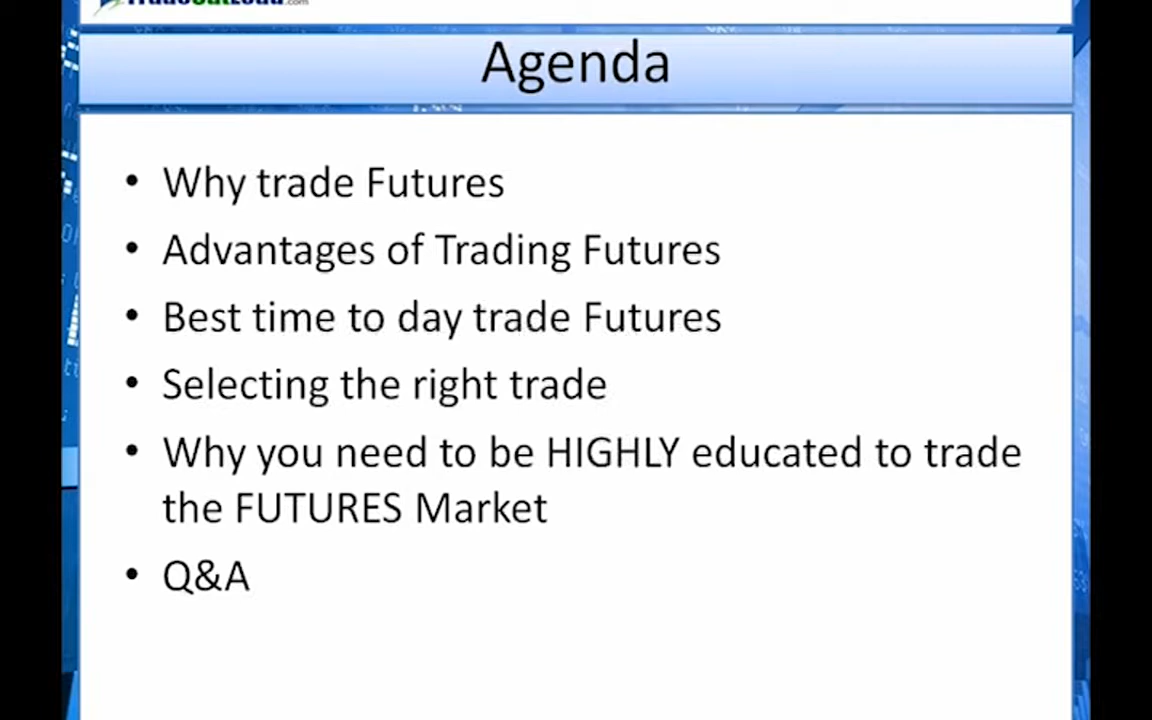 Agenda
• Why trade Futures
• Advantages of Trading Futures
• Best time to day trade Futures
• Selecting the right trade
• Why you need to be HIGHLY educated to trade
the FUTURES Market
• Q&A